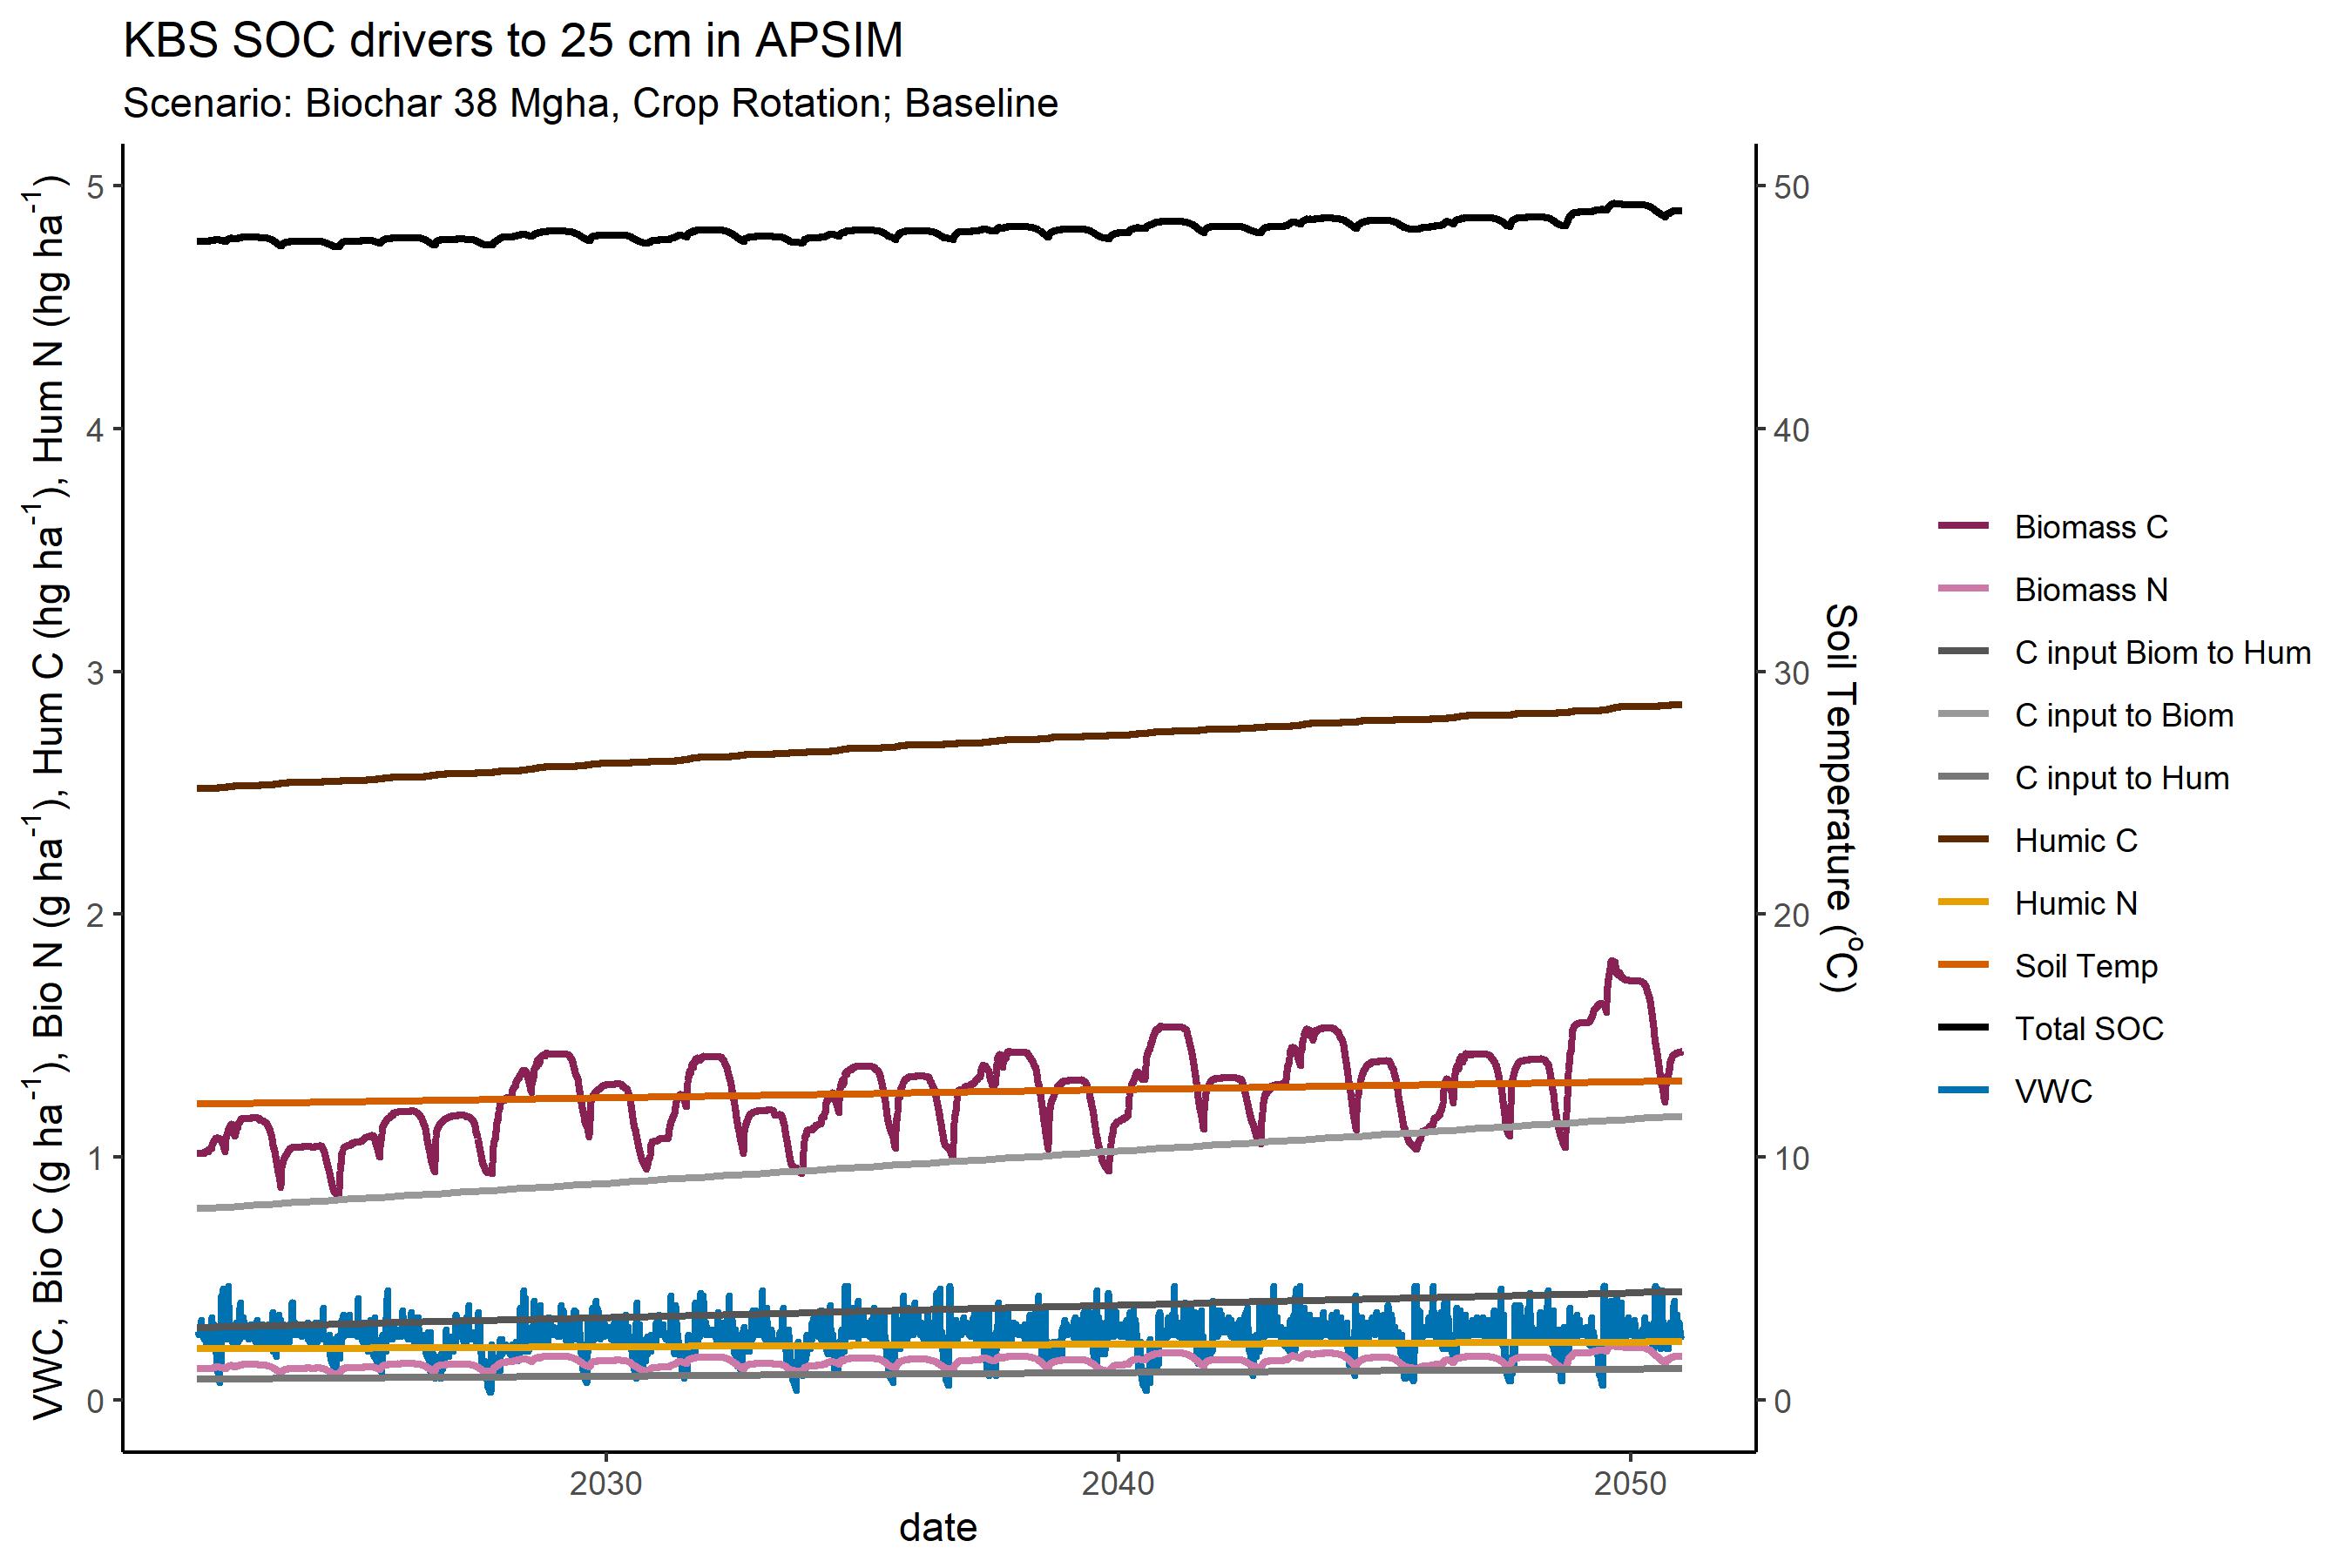 KBS SOC drivers to 25 cm in APSIM
Scenario: Biochar 38 Mgha, Crop Rotation; Baseline
VWC, Bio C (g ha⁻¹), Bio N (g ha⁻¹), Hum C (hg ha⁻¹), Hum N (hg ha⁻¹)
5
4
3
2
1
0
50
40
30
20
10
0
Soil Temperature (°C)
2030
2040
2050
date
Biomass C
Biomass N
C input Biom to Hum
C input to Biom
C input to Hum
Humic C
Humic N
Soil Temp
Total SOC
VWC